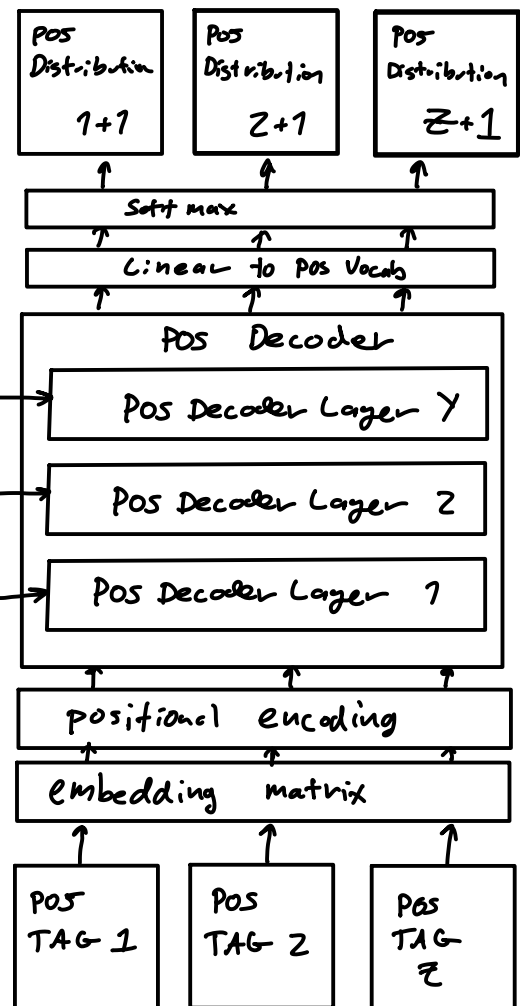 POS
Distribution
1+1
POS
Distribution
2+1
POS
Distribution
Z+1
Softmax
Linear to POS Vocab
POS Decoder
POS Decoder Layer Y
POS Decoder Layer 2
POS Decoder Layer 1
positional encoding
embedding matrix
POS
TAG 1
POS
TAG 2
POS
TAG
Z